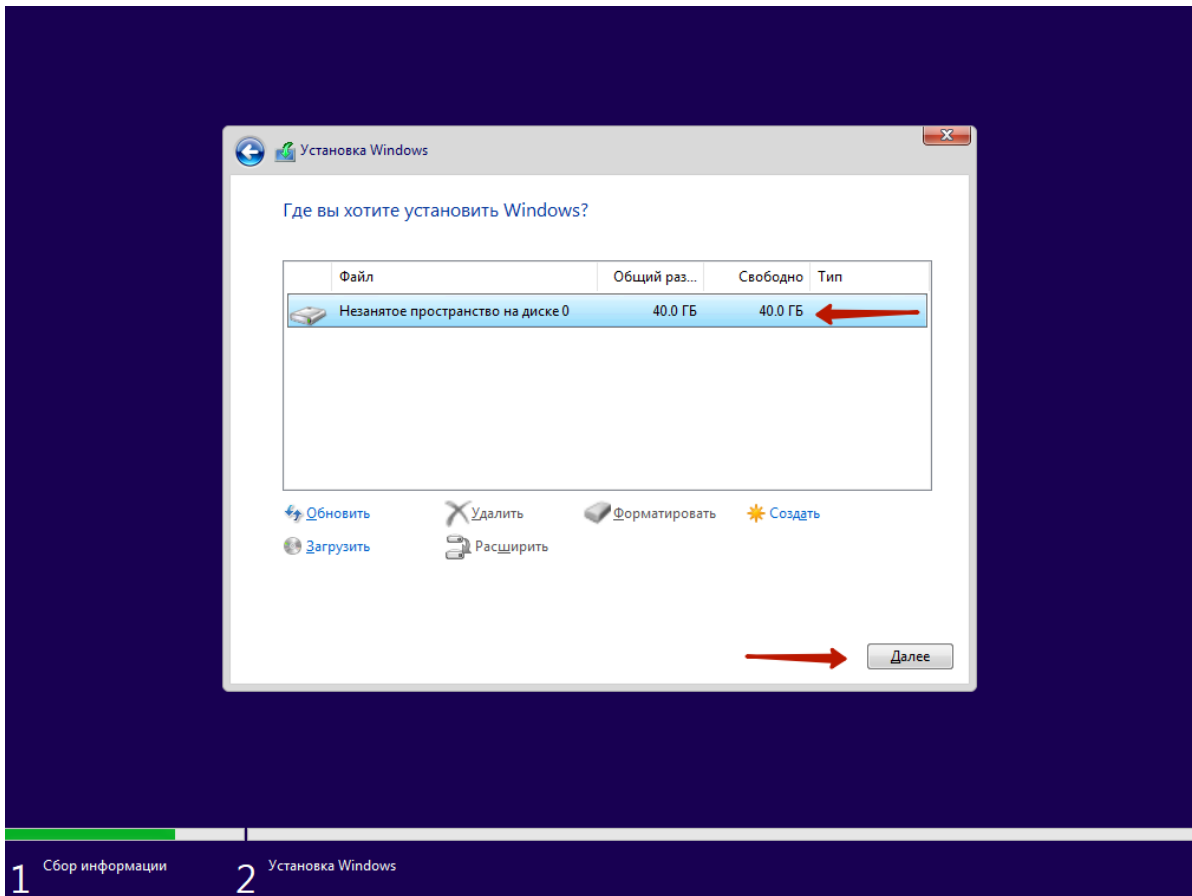 Установка Windows
Где вы хотите установить Windows?
Файл Общий раз... Свободно Тип
Незанятое пространство на диске 0 40.0 ГБ 40.0 ГБ
Обновить Удалить Форматировать Создать
Загрузить Расширить
Далее
1 Сбор информации 2 Установка Windows